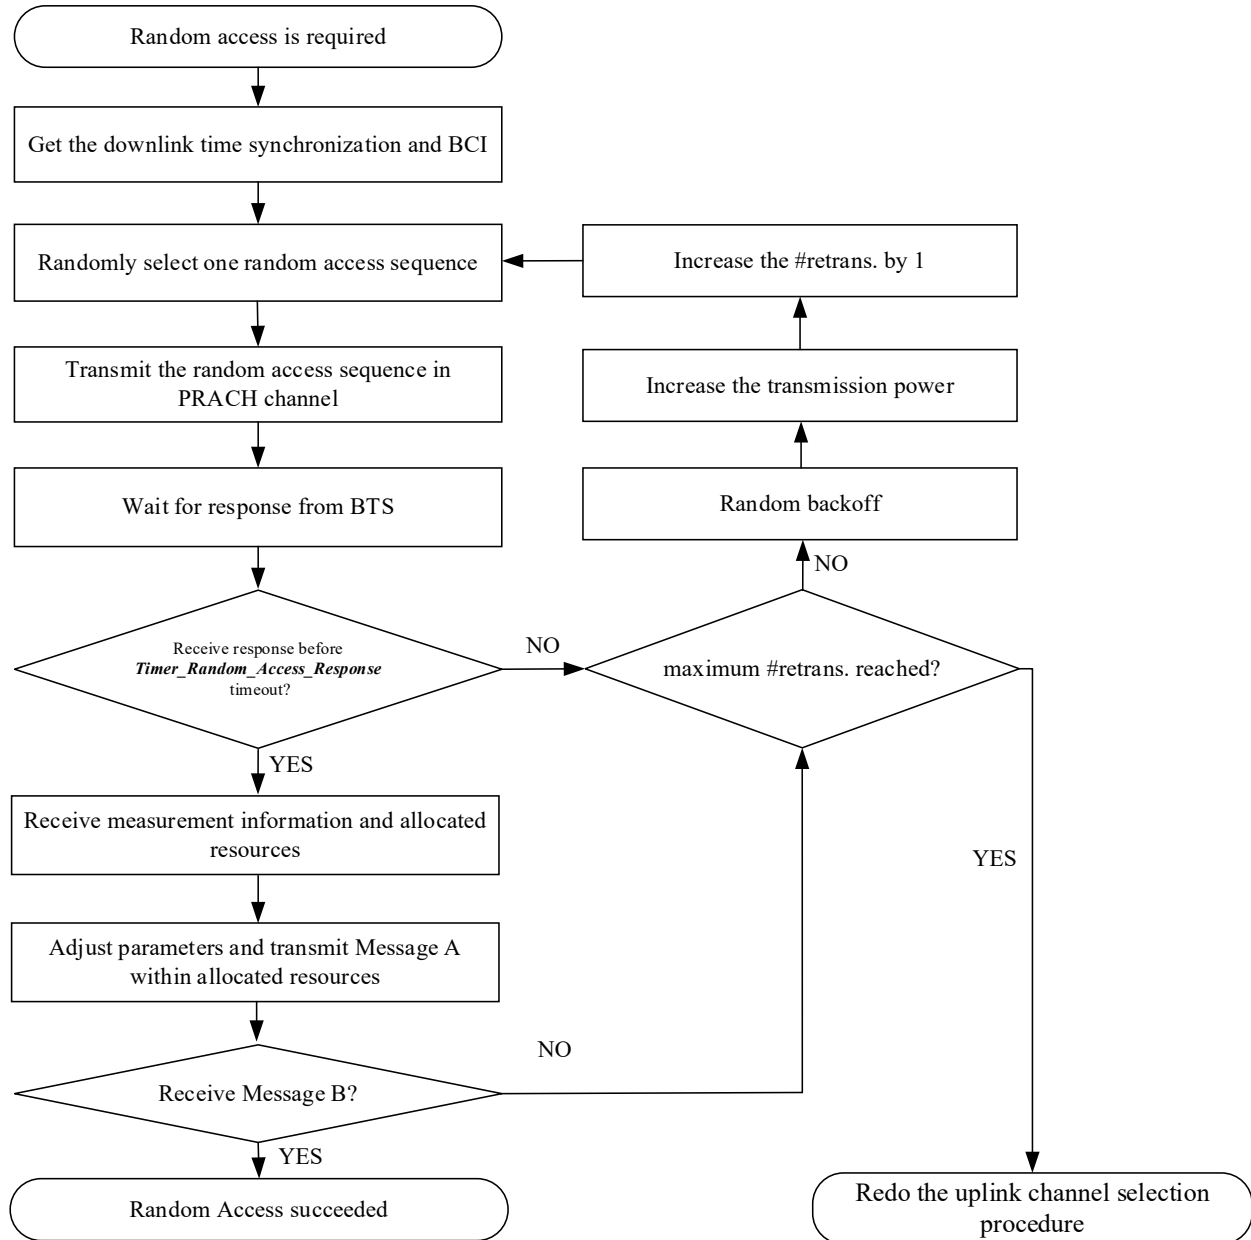 Random access is required
Get the downlink time synchronization and BCI
Randomly select one random access sequence
Increase the #retrans. by 1
Transmit the random access sequence in
PRACH channel
Increase the transmission power
Wait for response from BTS
Random backoff
NO
Receive response before
Timer_Random_Access_Response
timeout?
NO
maximum #retrans. reached?
YES
Receive measurement information and allocated
resources
YES
Adjust parameters and transmit Message A
within allocated resources
NO
Receive Message B?
YES
Random Access succeeded
Redo the uplink channel selection
procedure